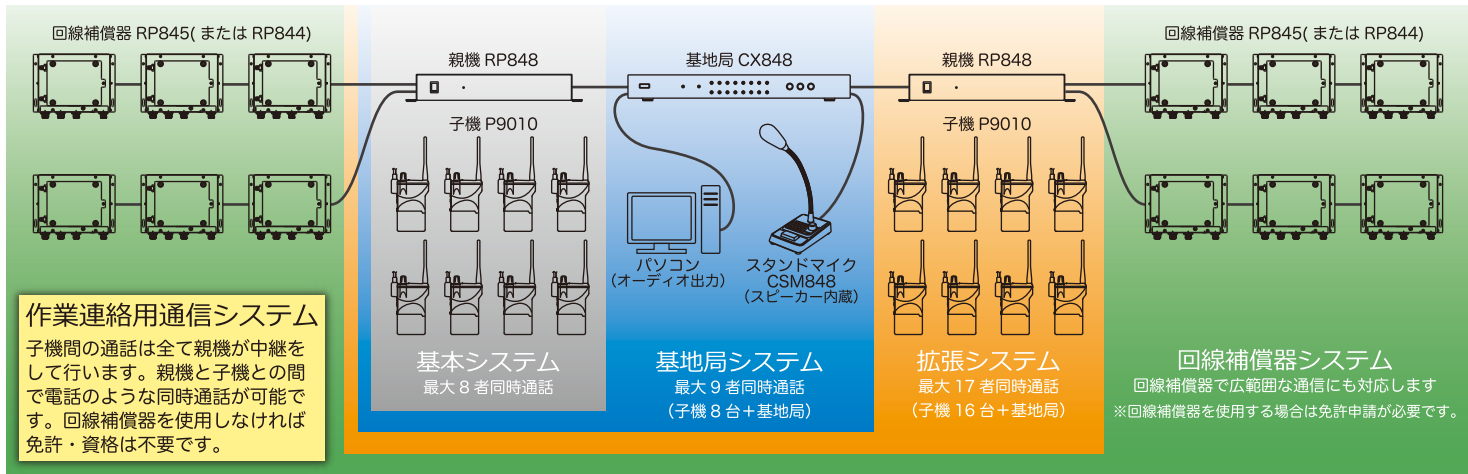 回線補償器 RP845(または RP844)
親機 RP848
基地局 CX848
親機 RP848
回線補償器 RP845(または RP844)
子機 P9010
子機 P9010
パソコン
(オーディオ出力)
スタンドマイク
CSM848
(スピーカー内蔵)
作業連絡用通信システム
子機間の通話は全て親機が中継を
して行います。親機と子機との間
で電話のような同時通話が可能で
す。回線補償器を使用しなければ
免許・資格は不要です。
基本システム
最大 8 者同時通話
基地局システム
最大 9 者同時通話
(子機 8 台+基地局)
拡張システム
最大 17 者同時通話
(子機 16 台+基地局)
回線補償器システム
回線補償器で広範囲な通信にも対応します
※回線補償器を使用する場合は免許申請が必要です。